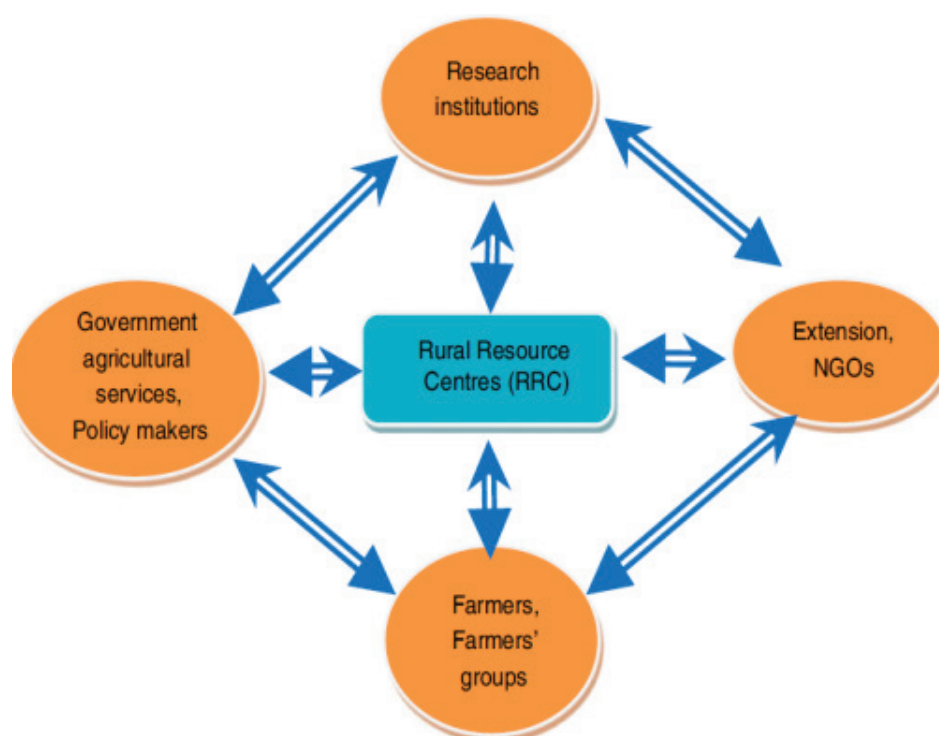 Research
institutions
Government
agricultural
services,
Policy makers
Rural Resource
Centres (RRC)
Extension,
NGOs
Farmers,
Farmers’
groups